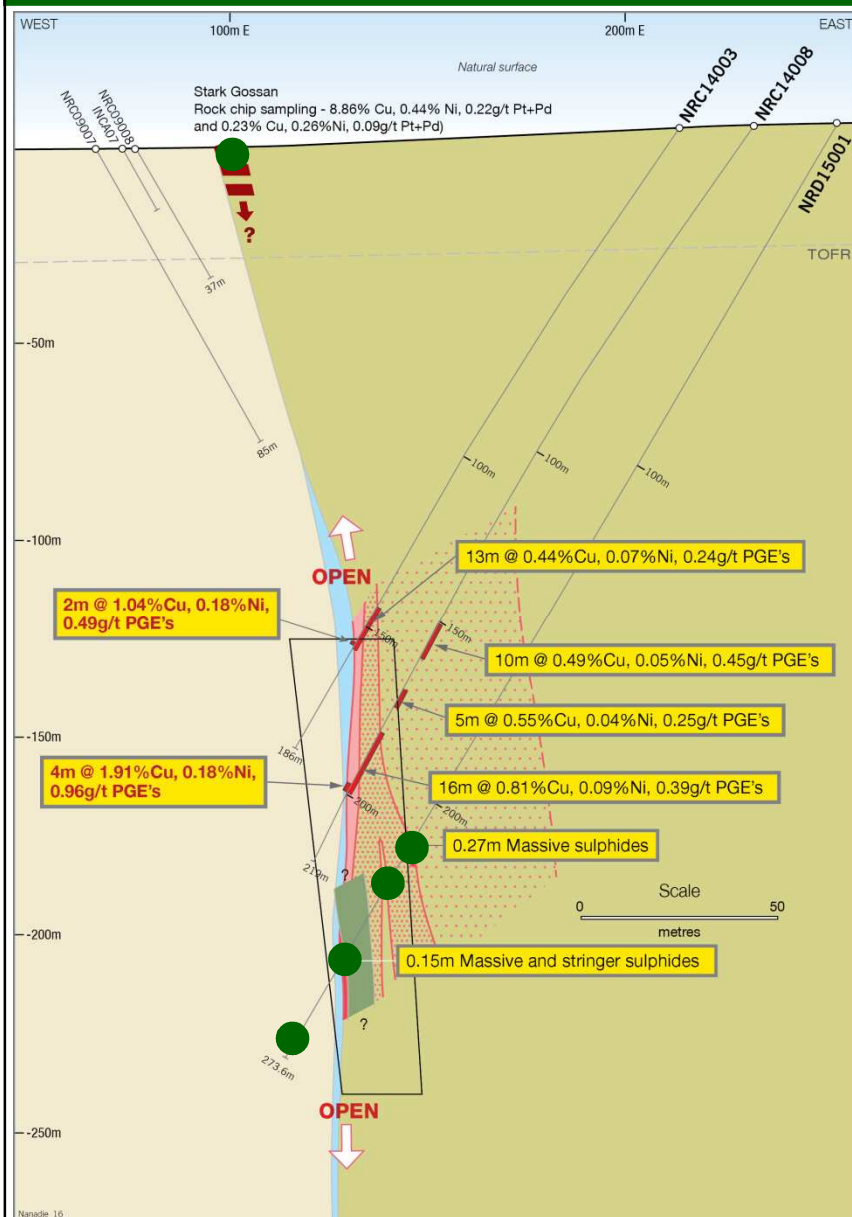 WEST
100m E
200m E
EAST
Natural surface
Stark Gossan
Rock chip sampling - 8.86% Cu, 0.44% Ni, 0.22g/t Pt+Pd
and 0.23% Cu, 0.26%Ni, 0.09g/t Pt+Pd)
NRC09007
INCA07
NRC09008
NRC14003
NRC14008
NRD15001
?
TOFR
37m
-50m
85m
-100m
100m
-100m
-100m
OPEN
13m @ 0.44%Cu, 0.07%Ni, 0.24g/t PGE's
2m @ 1.04%Cu, 0.18%Ni,
0.49g/t PGE's
-150m
-150m
10m @ 0.49%Cu, 0.05%Ni, 0.45g/t PGE's
5m @ 0.55%Cu, 0.04%Ni, 0.25g/t PGE's
-150m
186m
4m @ 1.91%Cu, 0.18%Ni,
0.96g/t PGE's
16m @ 0.81%Cu, 0.09%Ni, 0.39g/t PGE's
-200m
-200m
0.27m Massive sulphides
219m
?
Scale
0
50
metres
-200m
0.15m Massive and stringer sulphides
?
273.6m
OPEN
-250m
Nanadie_16